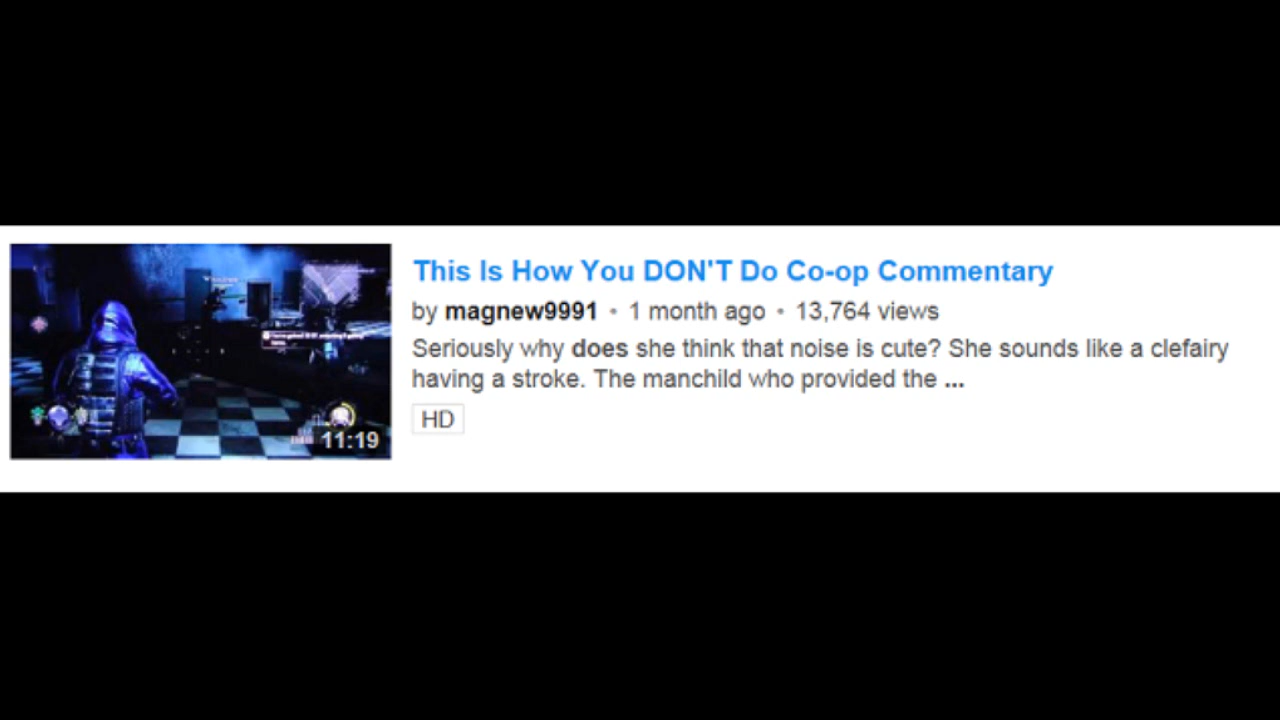 This Is How You DON'T Do Co-op Commentary
by magnew9991 • 1 month ago • 13,764 views
Seriously why does she think that noise is cute? She sounds like a clefairy
having a stroke. The manchild who provided the ...
HD
11:19